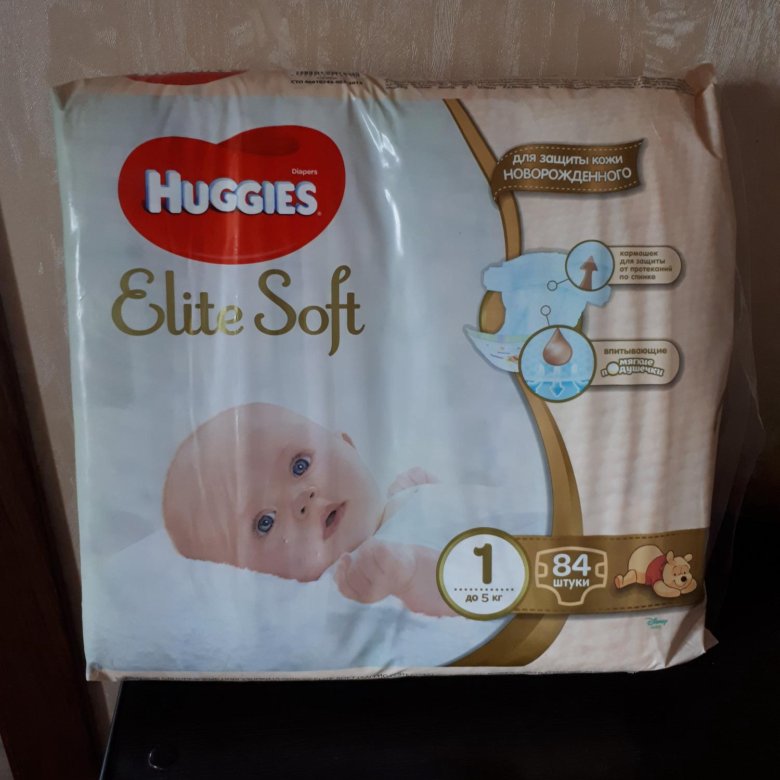 Diapers
HUGGIES
Elite Soft
для защиты кожи
НОВОРОЖДЕННОГО
кармашек
для защиты
от протеканий
по спинке
впитывающие
мягкие
подушечки
1
до 5 кг
84
штуки
Disney